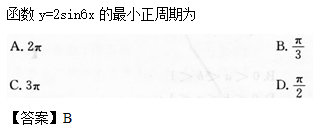 函数 y=2sin6x 的最小正周期为
A. 2π B. π/3
C. 3π D. π/2
【答案】B